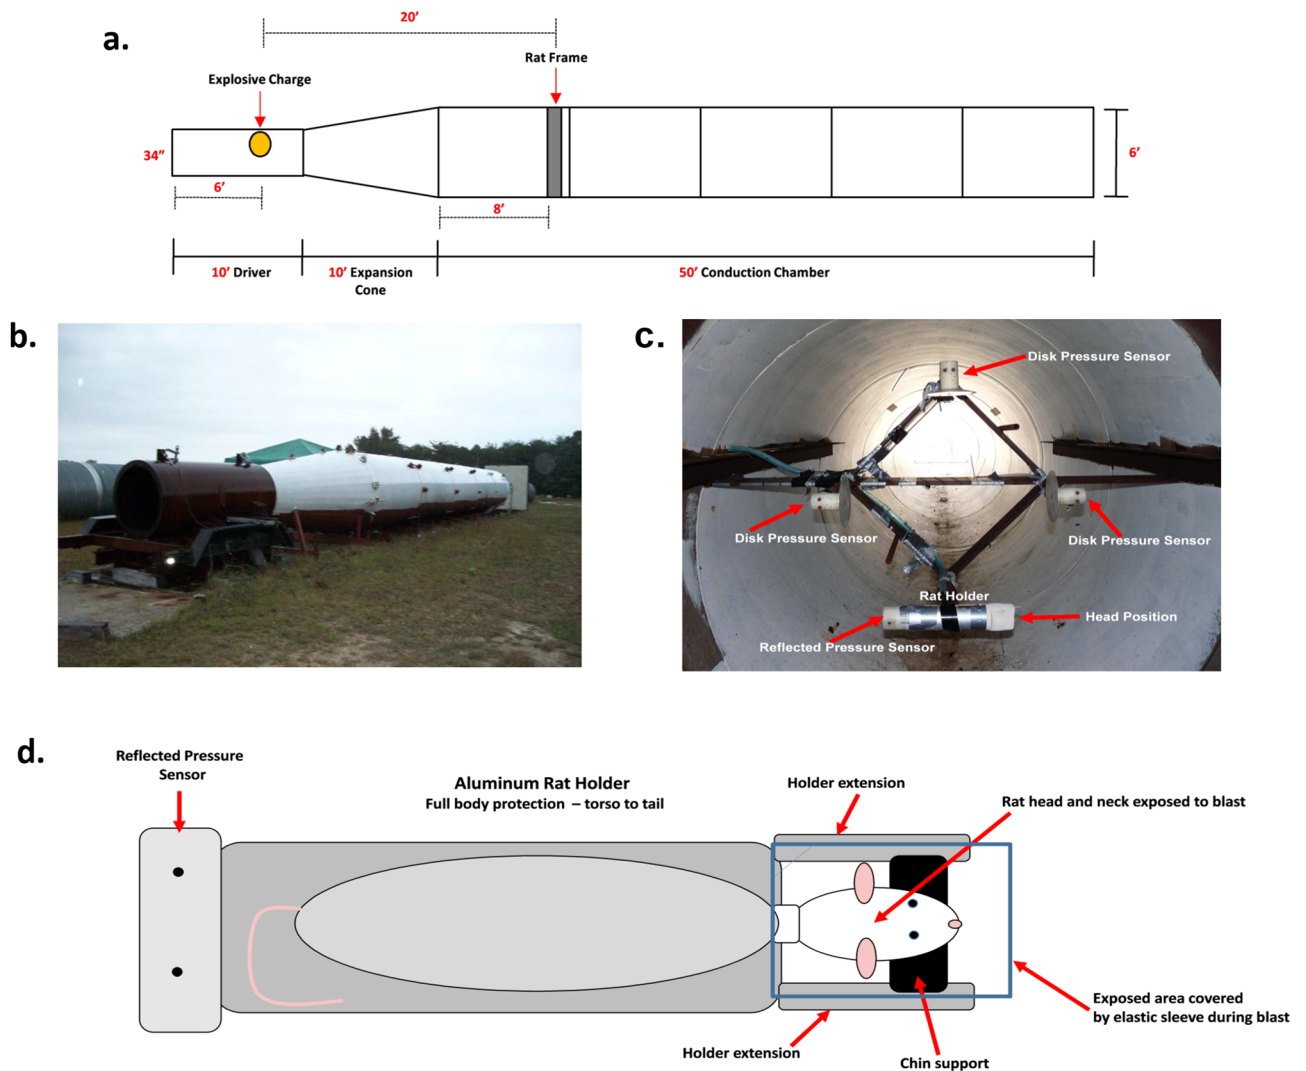 a.
20'
Rat Frame
Explosive Charge
34”
6'
6'
8'
10' Driver
10' Expansion
Cone
50' Conduction Chamber
b.
c.
Disk Pressure Sensor
Disk Pressure Sensor
Disk Pressure Sensor
Rat Holder
Head Position
Reflected Pressure Sensor
d.
Reflected Pressure
Sensor
Aluminum Rat Holder
Full body protection – torso to tail
Holder extension
Rat head and neck exposed to blast
Exposed area covered
by elastic sleeve during blast
Holder extension
Chin support